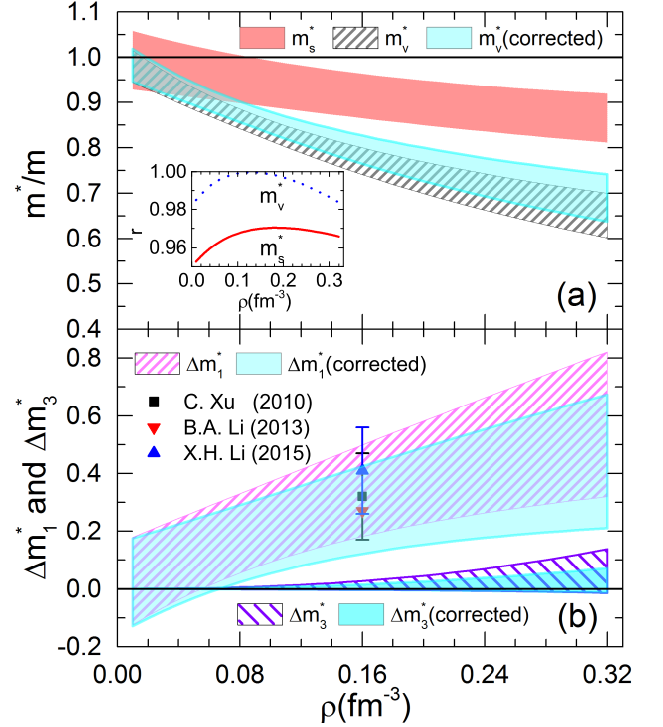 (a)
m*s m*v m*v(corrected)
1.1
1.0
0.9
0.8
0.7
0.6
0.5
0.4
m*/m
1.00
0.96
r
m*v
m*s
0.0 0.1 0.2 0.3
ρ(fm-3)
(a)
0.8
0.6
0.4
0.2
0.0
-0.2
Δm*1 and Δm*3
Δm*1 Δm*1(corrected)
C. Xu (2010)
B.A. Li (2013)
X.H. Li (2015)
Δm*3 Δm*3(corrected)
(b)
0.00 0.08 0.16 0.24 0.32
ρ(fm-3)